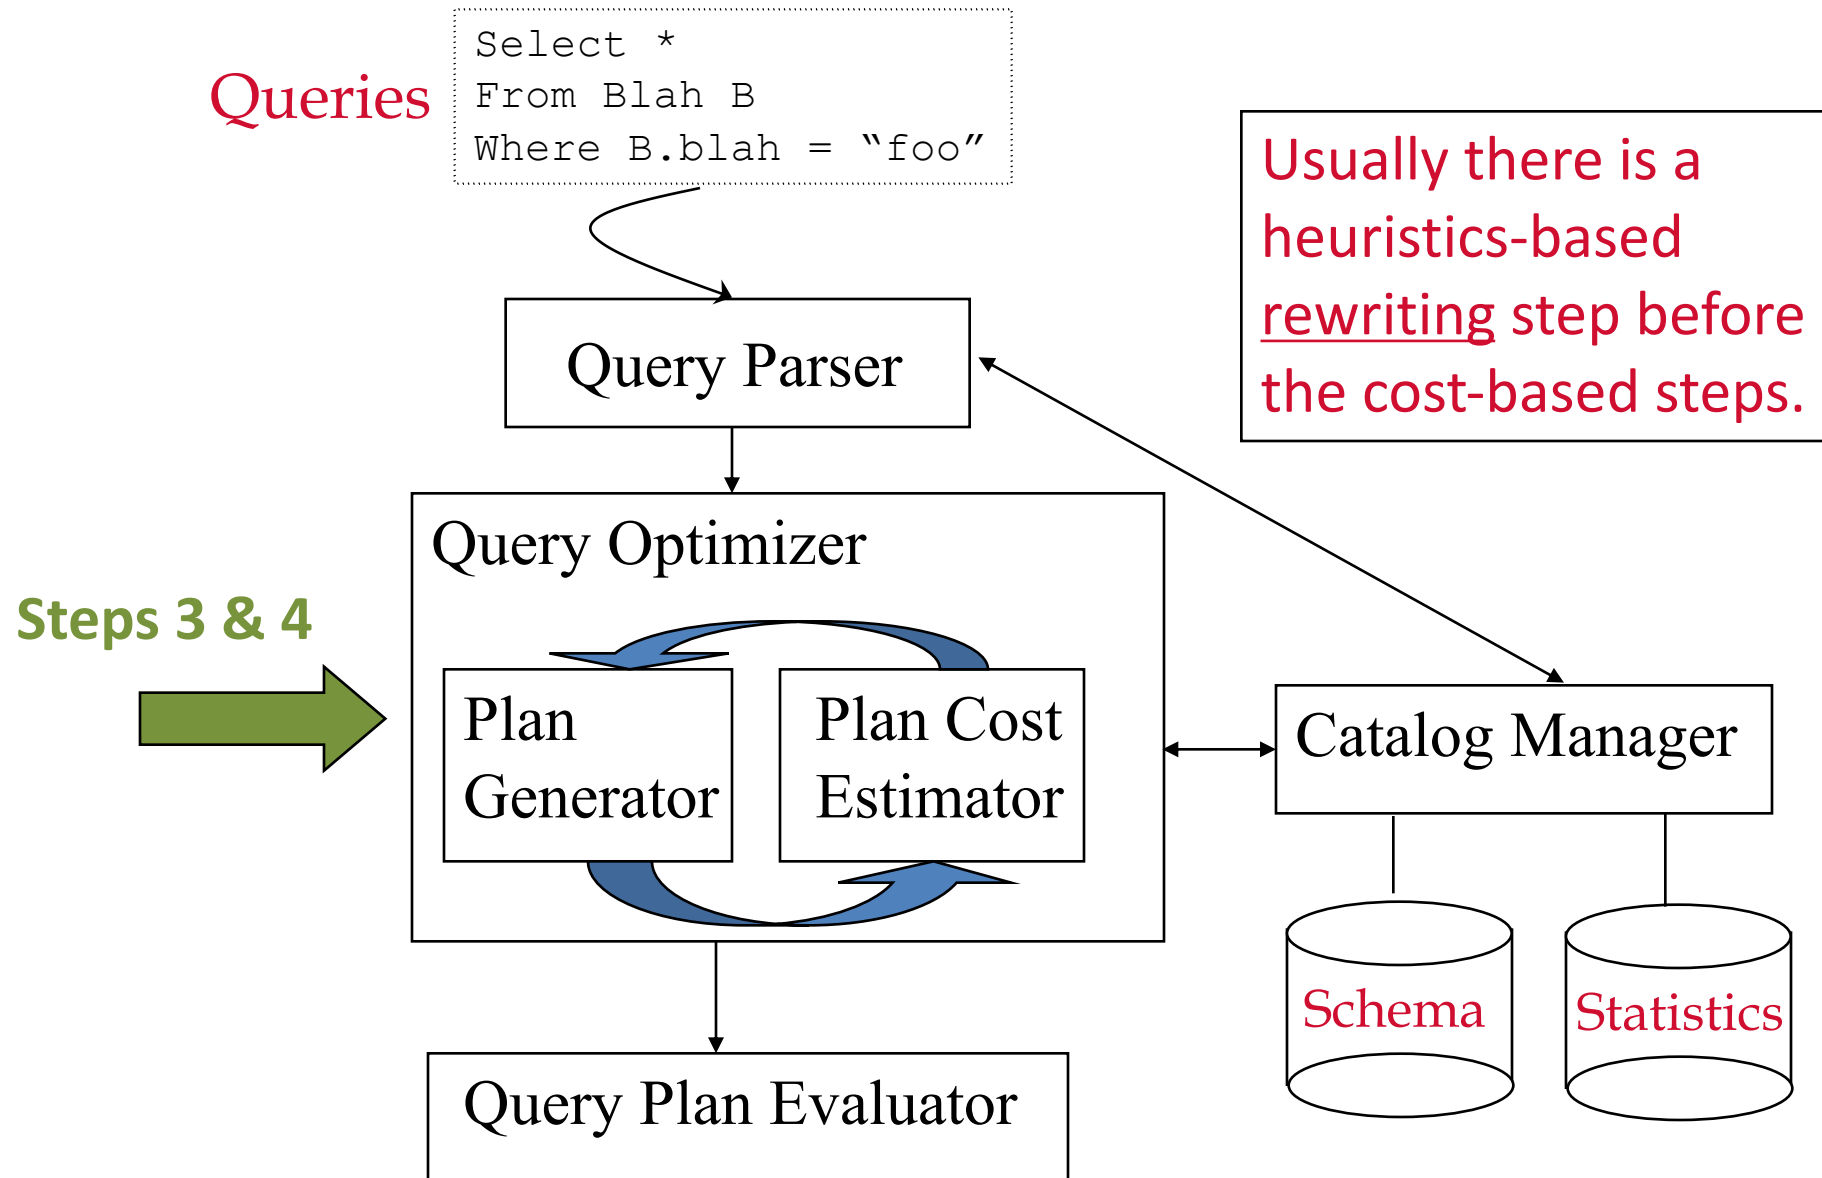 Queries
Select *
From Blah B
Where B.blah = “foo”
Usually there is a
heuristics-based
rewriting step before
the cost-based steps.
Query Parser
Query Optimizer
Steps 3 & 4
Plan
Generator
Plan Cost
Estimator
Catalog Manager
Schema
Statistics
Query Plan Evaluator